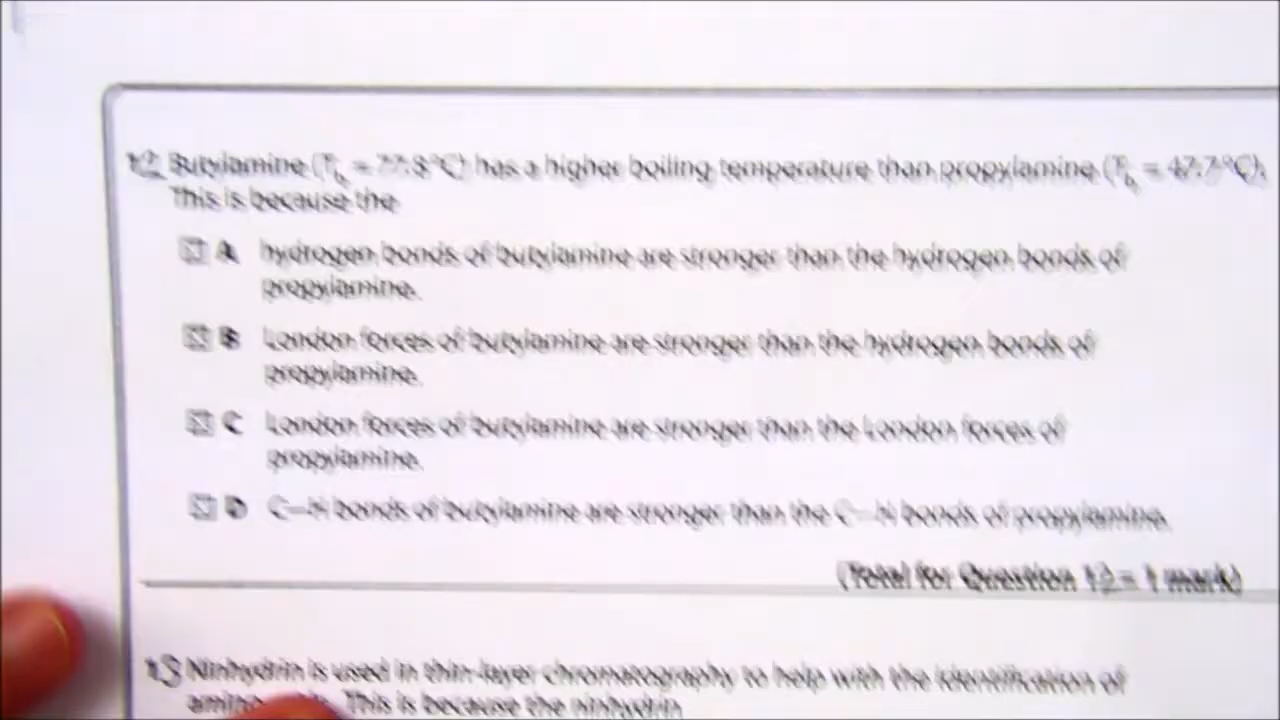 12 Butylamine (Tb = 77.8 °C) has a higher boiling temperature than propylamine (Tb = 47.7 °C).
This is because the
A hydrogen bonds of butylamine are stronger than the hydrogen bonds of
propylamine.
B London forces of butylamine are stronger than the hydrogen bonds of
propylamine.
C London forces of butylamine are stronger than the London forces of
propylamine.
D C—N bonds of butylamine are stronger than the C—N bonds of propylamine.
(Total for Question 12 = 1 mark)
13 Ninhydrin is used in thin-layer chromatography to help with the identification of
amino This is because the ninhydrin